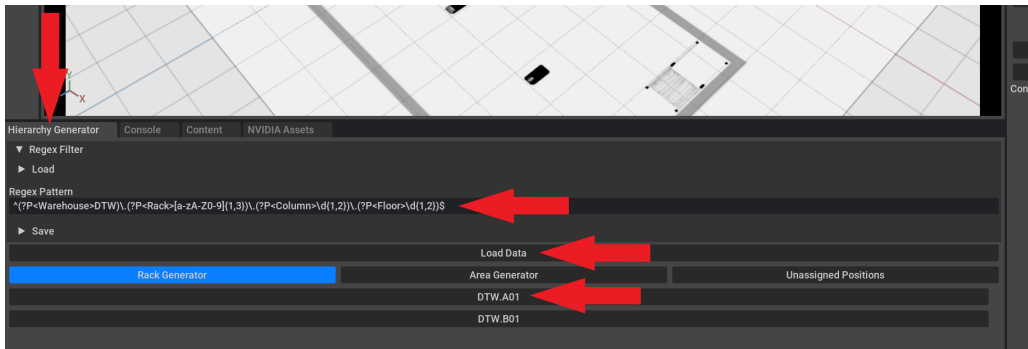 Y
X
Con
Hierarchy Generator Console Content NVIDIA Assets
Regex Filter
Load
Regex Pattern
^(?P<Warehouse>DTW)\.(?P<Rack>[a-zA-Z0-9]{1,3})\.(?P<Column>\d{1,2})\.(?P<Floor>\d{1,2})$
Save
Load Data
Rack Generator Area Generator Unassigned Positions
DTW.A01
DTW.B01